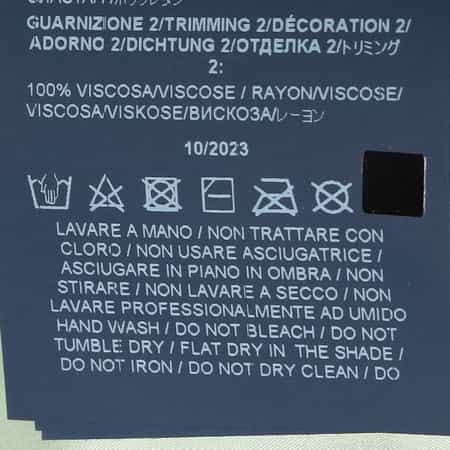 GUARNIZIONE 2/TRIMMING 2/DÉCORATION 2/
ADORNO 2/DICHTUNG 2/ОТДЕЛКА 2/トリミング
2:
100% VISCOSA/VISCOSE / RAYON/VISCOSE/
VISCOSA/VISKOSE/ВИСКОЗА/レーヨン
10/2023
LAVARE A MANO / NON TRATTARE CON
CLORO / NON USARE ASCIUGATRICE /
ASCIUGARE IN PIANO IN OMBRA / NON
STIRARE / NON LAVARE A SECCO / NON
LAVARE PROFESSIONALMENTE AD UMIDO
HAND WASH / DO NOT BLEACH / DO NOT
TUMBLE DRY / FLAT DRY IN THE SHADE /
DO NOT IRON / DO NOT DRY CLEAN / DO